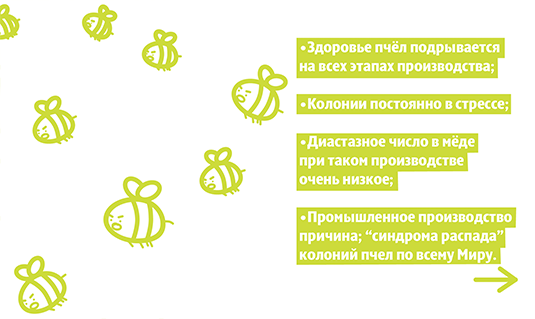 •Здоровье пчёл подрывается
на всех этапах производства;
•Колонии постоянно в стрессе;
•Диастазное число в мёде
при таком производстве
очень низкое;
•Промышленное производство
причина; “синдрома распада”
колоний пчел по всему Миру.